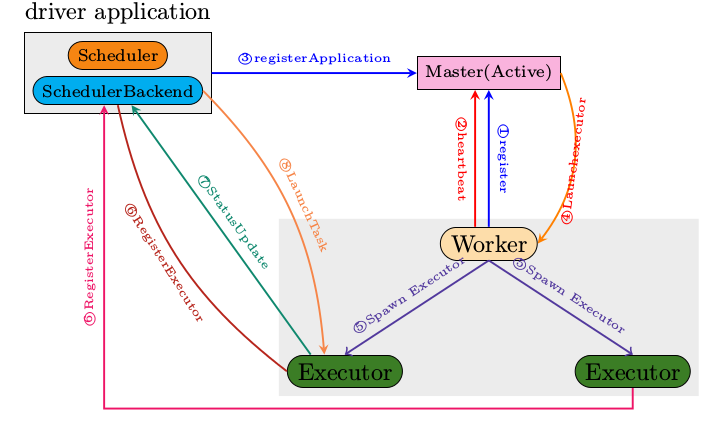 driver application
Scheduler
SchedulerBackend
③registerApplication
Master(Active)
②heartbeat
①register
④Launchexecutor
⑧LaunchTask
⑦StatusUpdate
⑥RegisterExecutor
⑥RegisterExecutor
Worker
⑤Spawn Executor
⑤Spawn Executor
Executor
Executor